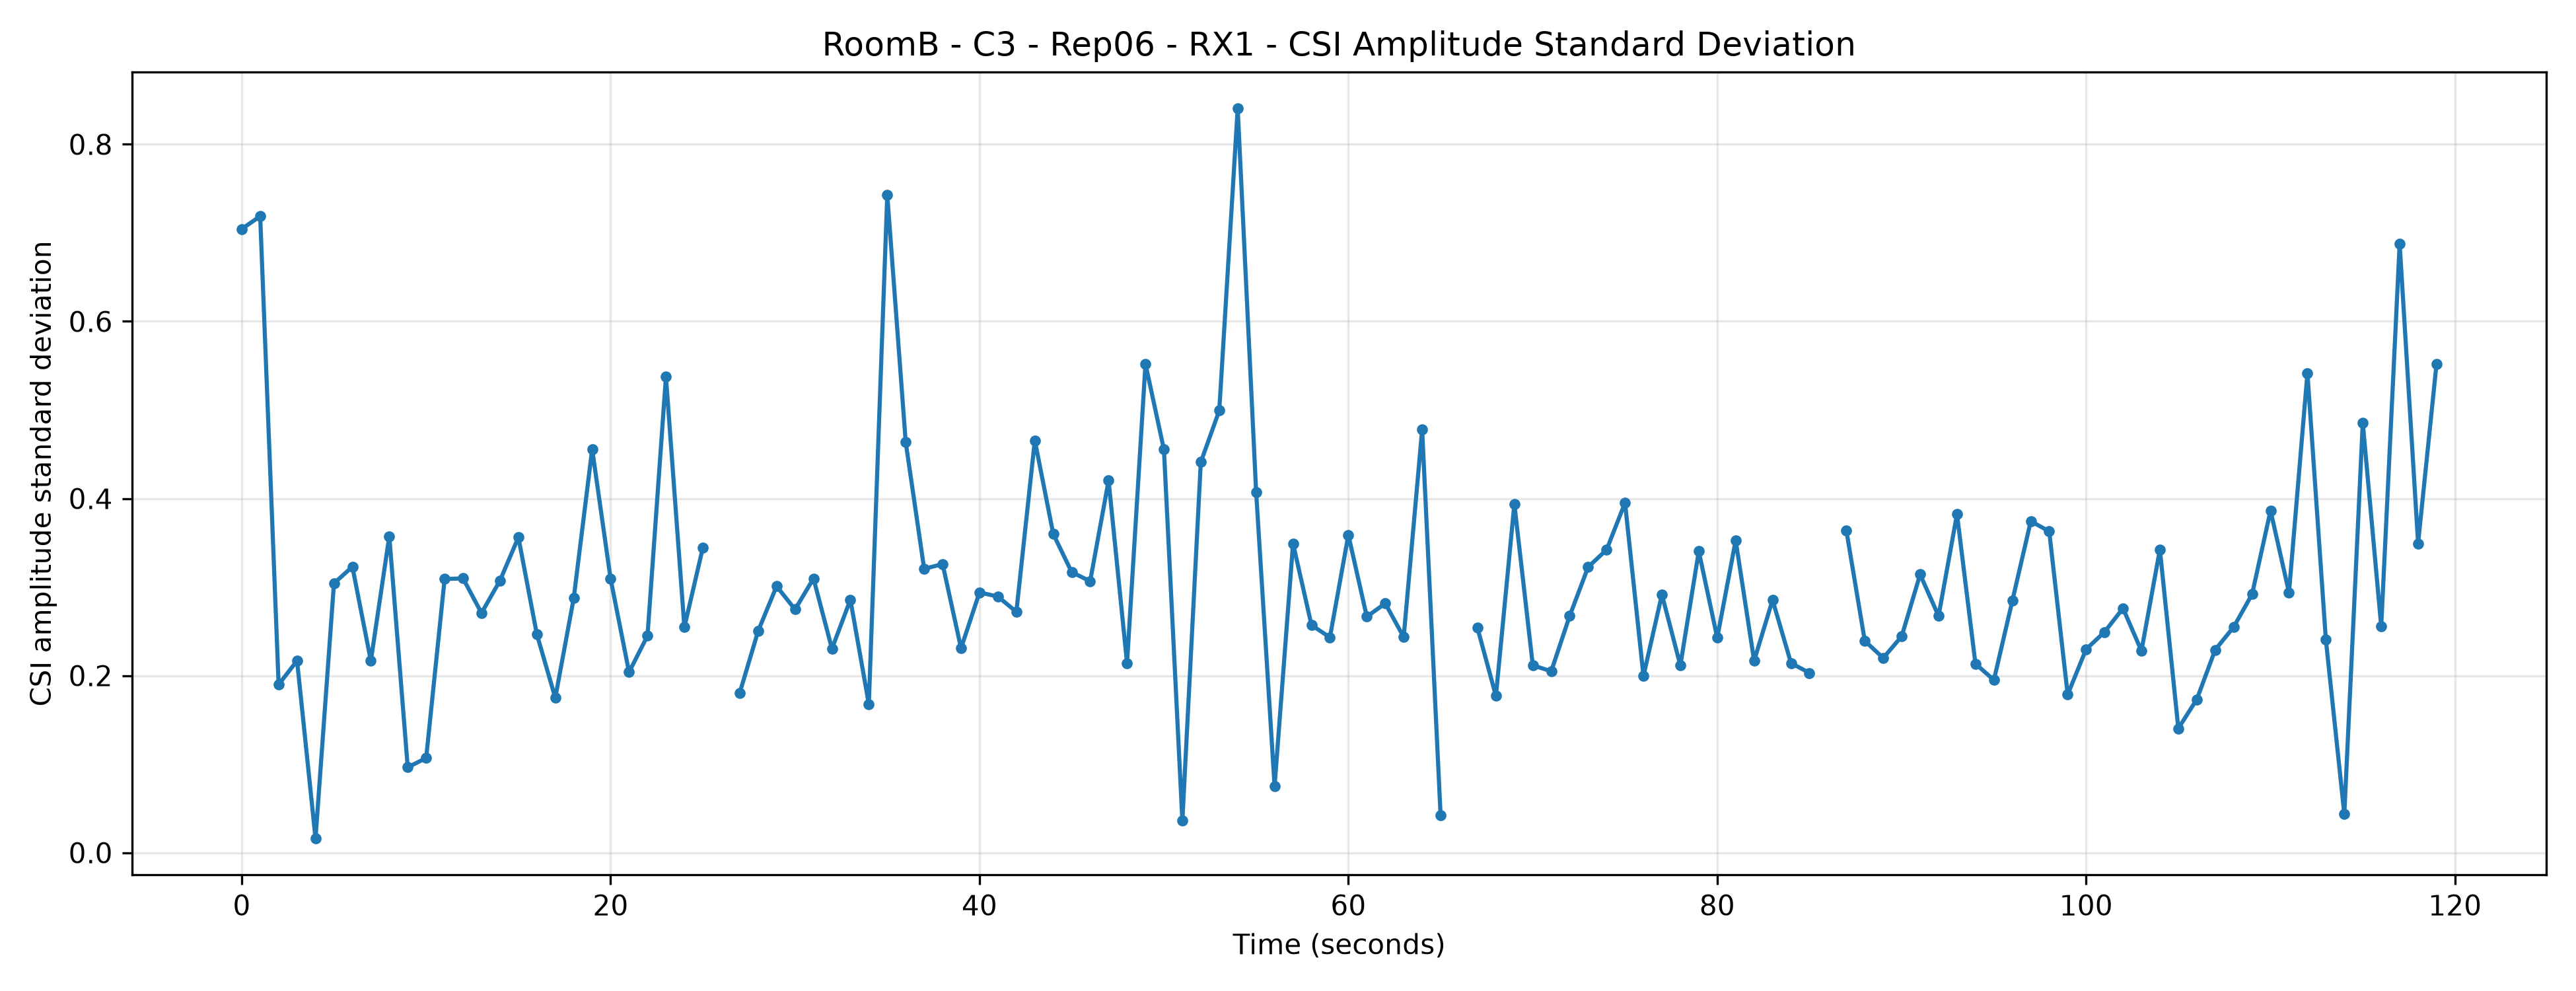 RoomB - C3 - Rep06 - RX1 - CSI Amplitude Standard Deviation
CSI amplitude standard deviation
0.8
0.6
0.4
0.2
0.0
0 20 40 60 80 100 120
Time (seconds)